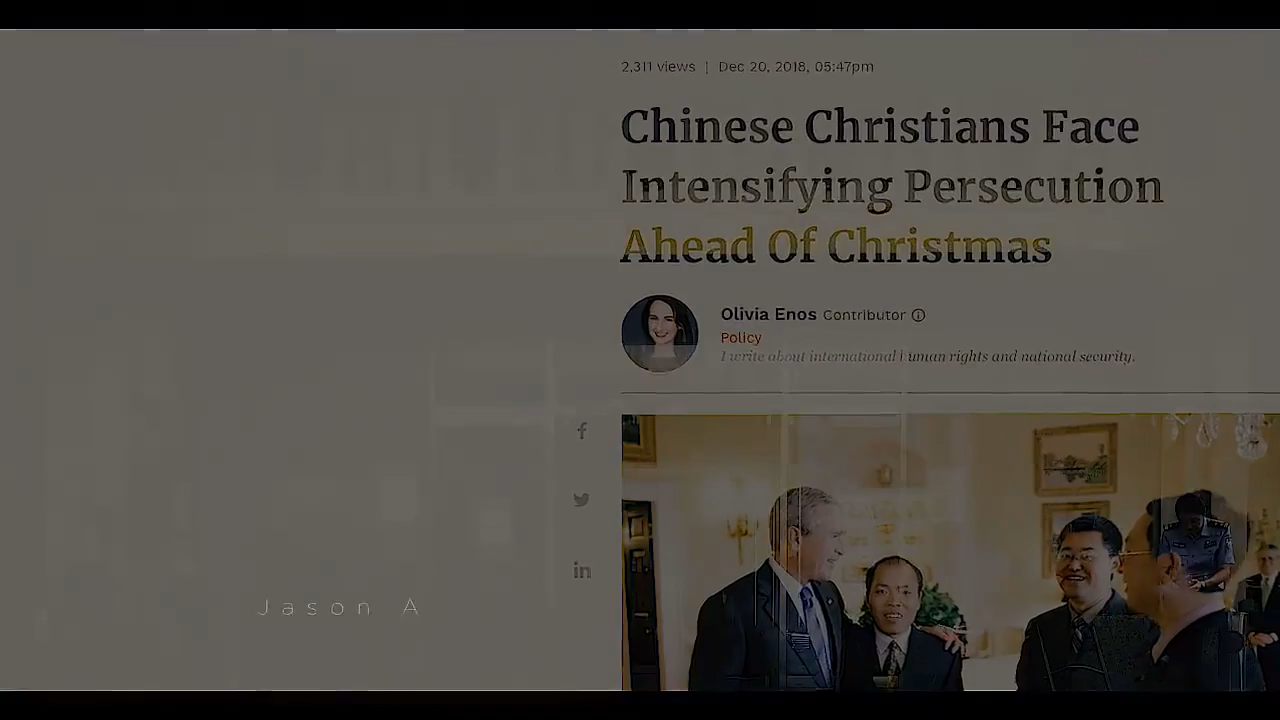 2,311 views | Dec 20, 2018, 05:47pm
Chinese Christians Face
Intensifying Persecution
Ahead Of Christmas
Olivia Enos Contributor
Policy
I write about international human rights and national security.
f
in
Jason A